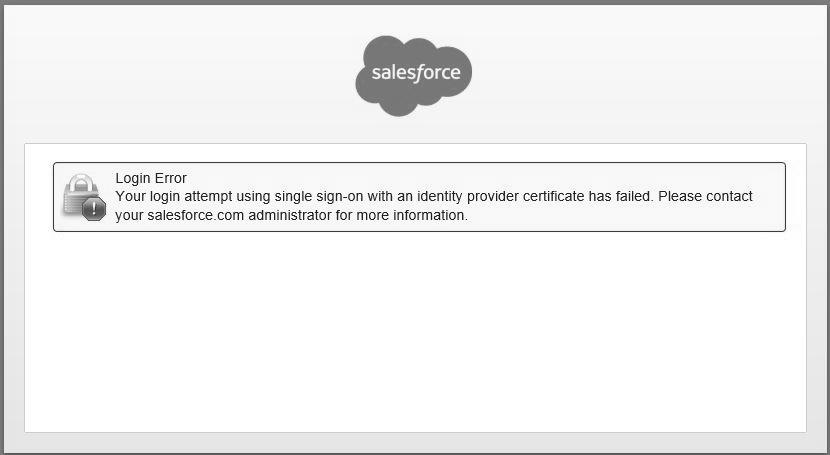 salesforce
Login Error
Your login attempt using single sign-on with an identity provider certificate has failed. Please contact
your salesforce.com administrator for more information.